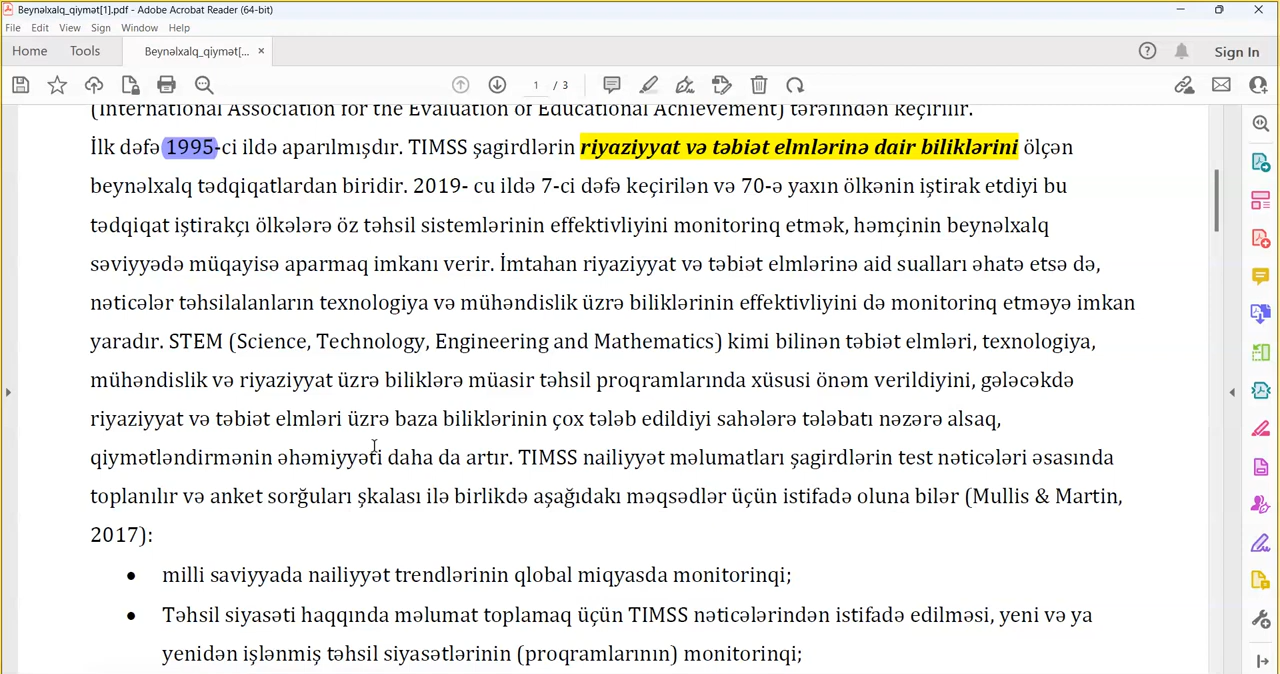 Beynəlxalq_qiymət[1].pdf - Adobe Acrobat Reader (64-bit)
File Edit View Sign Window Help
Home Tools Beynəlxalq_qiymət[... × Sign In
1 / 3
(International Association for the Evaluation of Educational Achievement) tərəfindən keçirilir.
İlk dəfə 1995-ci ildə aparılmışdır. TIMSS şagirdlərin riyaziyyat və təbiət elmlərinə dair biliklərini ölçən
beynəlxalq tədqiqatlardan biridir. 2019- cu ildə 7-ci dəfə keçirilən və 70-ə yaxın ölkənin iştirak etdiyi bu
tədqiqat iştirakçı ölkələrə öz təhsil sistemlərinin effektivliyini monitorinq etmək, həmçinin beynəlxalq
səviyyədə müqayisə aparmaq imkanı verir. İmtahan riyaziyyat və təbiət elmlərinə aid sualları əhatə etsə də,
nəticələr təhsilalanların texnologiya və mühəndislik üzrə biliklərinin effektivliyini də monitorinq etməyə imkan
yaradır. STEM (Science, Technology, Engineering and Mathematics) kimi bilinən təbiət elmləri, texnologiya,
mühəndislik və riyaziyyat üzrə biliklərə müasir təhsil proqramlarında xüsusi önəm verildiyini, gələcəkdə
riyaziyyat və təbiət elmləri üzrə baza biliklərinin çox tələb edildiyi sahələrə tələbatı nəzərə alsaq,
qiymətləndirmənin əhəmiyyəti daha da artır. TIMSS nailiyyət məlumatları şagirdlərin test nəticələri əsasında
toplanılır və anket sorğuları şkalası ilə birlikdə aşağıdakı məqsədlər üçün istifadə oluna bilər (Mullis & Martin,
2017):
• milli saviyyada nailiyyət trendlərinin qlobal miqyasda monitorinqi;
• Təhsil siyasəti haqqında məlumat toplamaq üçün TIMSS nəticələrindən istifadə edilməsi, yeni və ya
yenidən işlənmiş təhsil siyasətlərinin (proqramlarının) monitorinqi;